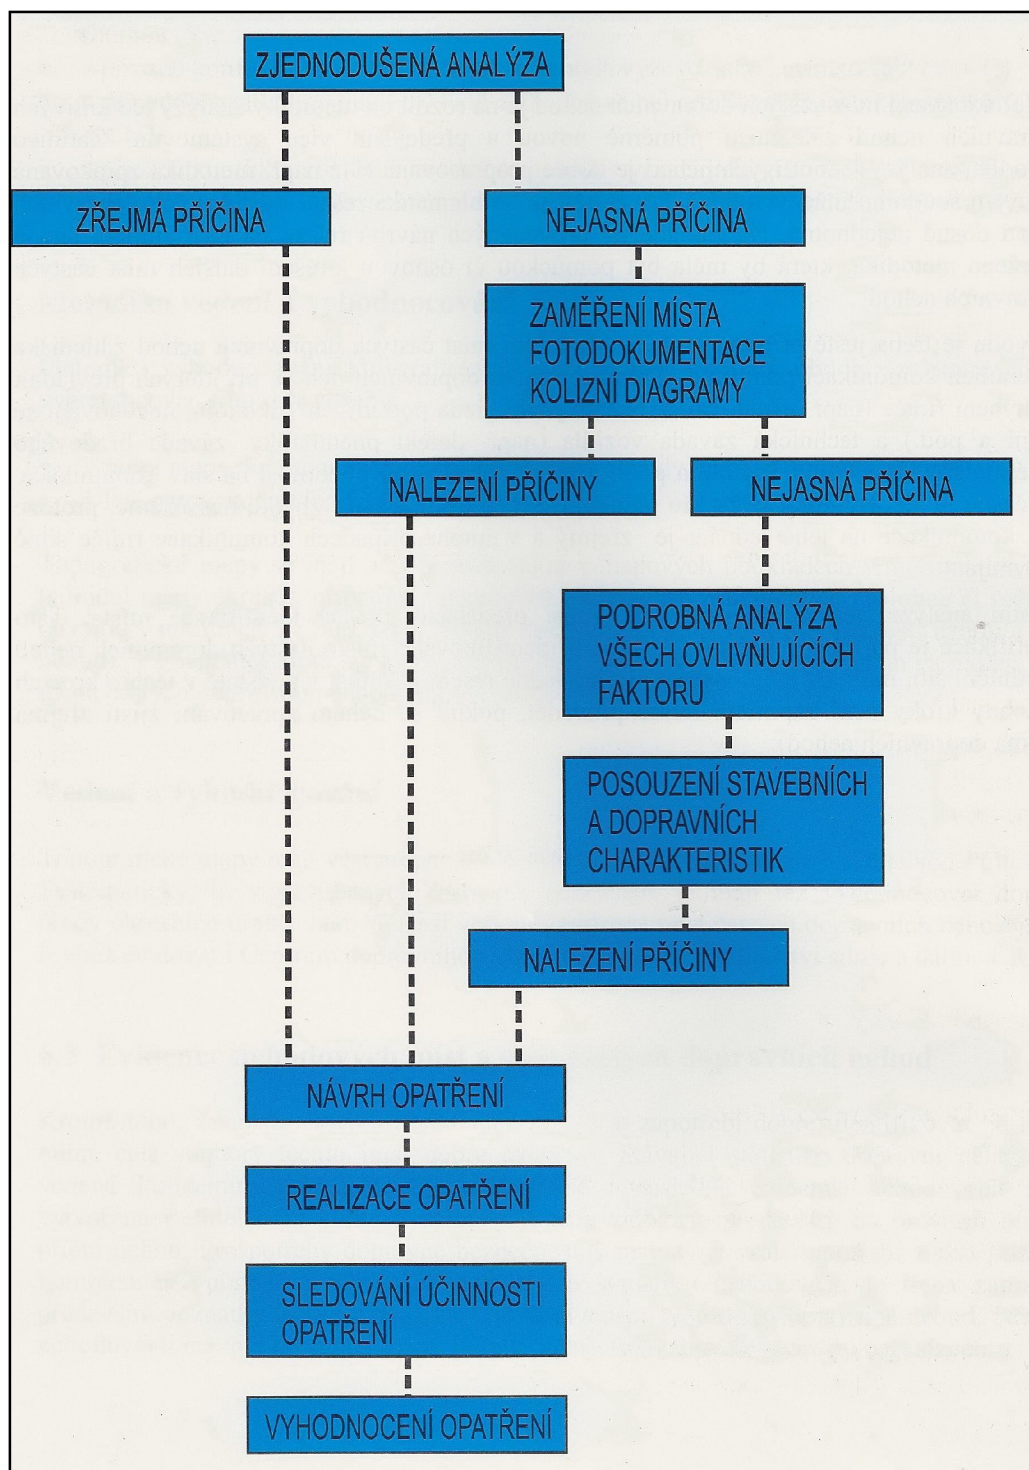 ZJEDNODUŠENÁ ANALÝZA
ZŘEJMÁ PŘÍČINA
NEJASNÁ PŘÍČINA
ZAMĚŘENÍ MÍSTA
FOTODOKUMENTACE
KOLIZNÍ DIAGRAMY
NALEZENÍ PŘÍČINY
NEJASNÁ PŘÍČINA
PODROBNÁ ANALÝZA
VŠECH OVLIVŇUJÍCÍCH
FAKTORU
POSOUZENÍ STAVEBNÍCH
A DOPRAVNÍCH
CHARAKTERISTIK
NALEZENÍ PŘÍČINY
NÁVRH OPATŘENÍ
REALIZACE OPATŘENÍ
SLEDOVÁNÍ ÚČINNOSTI
OPATŘENÍ
VYHODNOCENÍ OPATŘENÍ